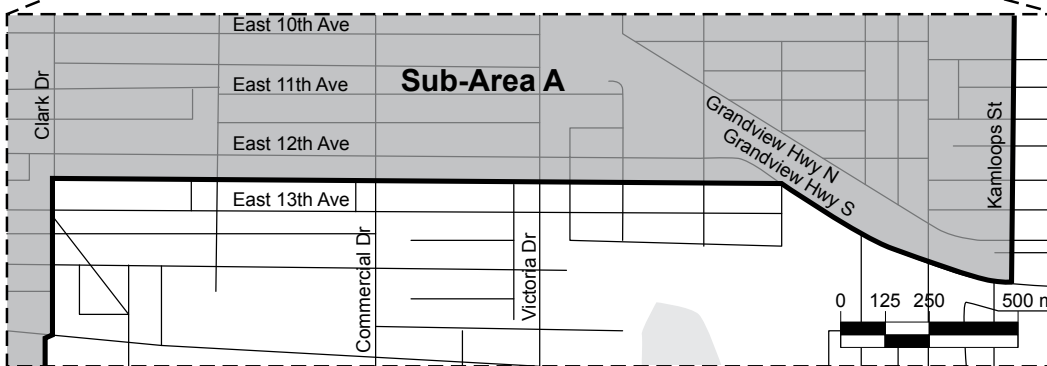 East 10th Ave
Sub-Area A
East 11th Ave
Clark Dr
Grandview Hwy N
Grandview Hwy S
East 12th Ave
Kamloops St
East 13th Ave
Commercial Dr
Victoria Dr
0 125 250 500 m